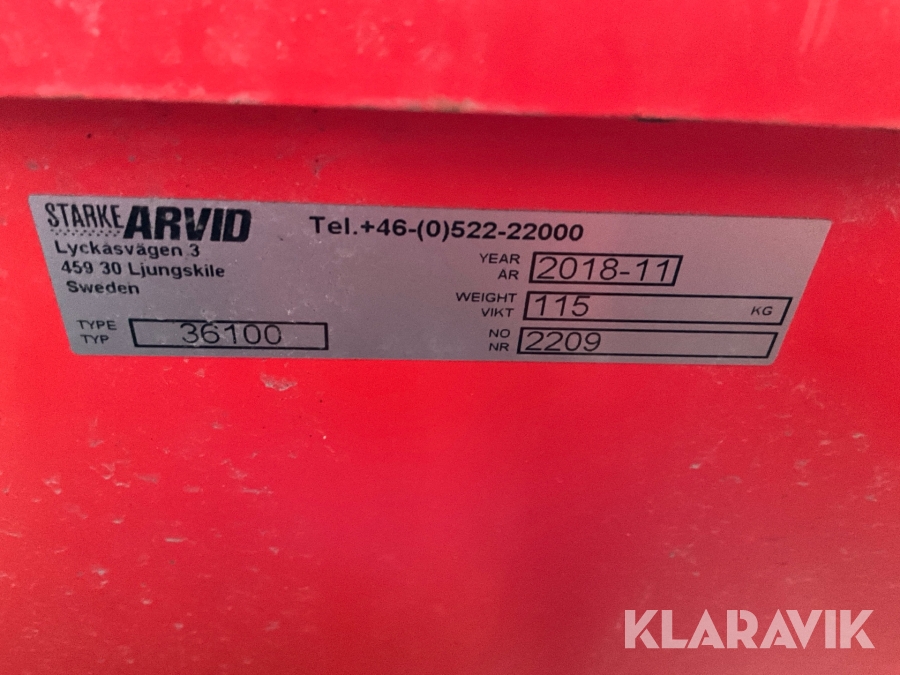 STARKE ARVID
Lyckåsvägen 3
459 30 Ljungskile
Sweden
TYPE
TYP
36100
Tel.+46-(0)522-22000
YEAR
AR
2018-11
WEIGHT
VIKT
115
KG
NO
NR
2209
KLARAVIK